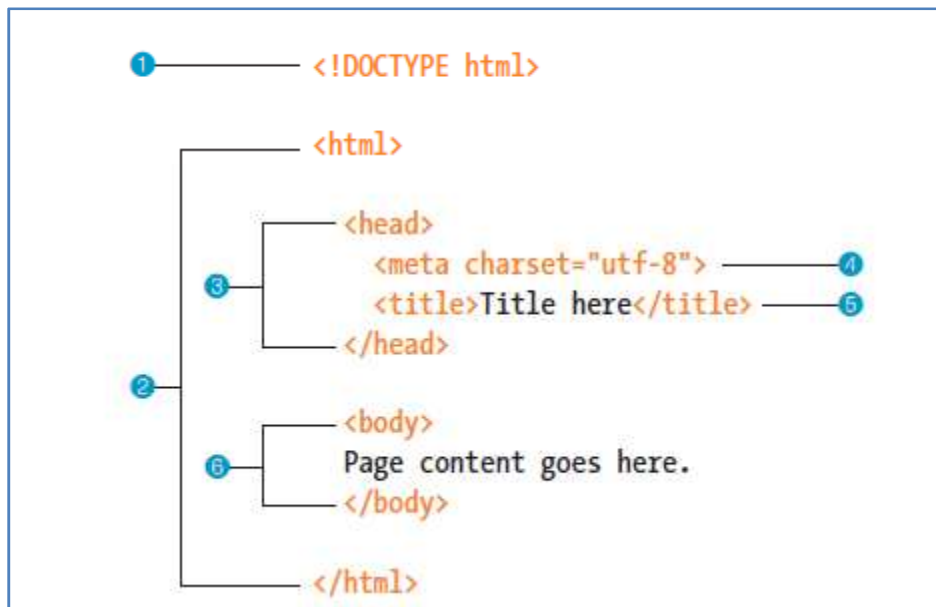 1 <!DOCTYPE html>
<html>
<head>
<meta charset="utf-8"> 4
3 <title>Title here</title> 5
</head>
2
<body>
6 Page content goes here.
</body>
</html>